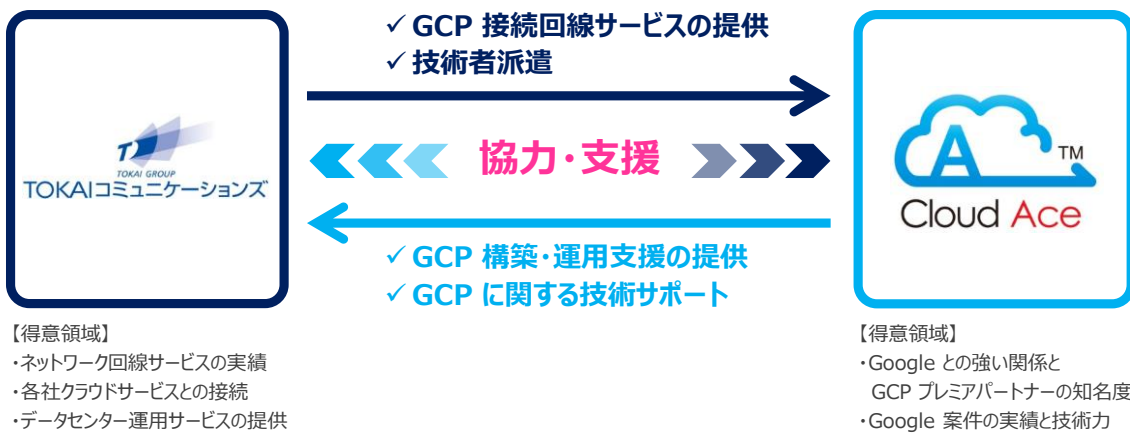 ✓ GCP 接続回線サービスの提供
✓ 技術者派遣
協力・支援
✓ GCP 構築・運用支援の提供
✓ GCP に関する技術サポート
T
TOKAI GROUP
TOKAIコミュニケーションズ
A
TM
Cloud Ace
【得意領域】
・ネットワーク回線サービスの実績
・各社クラウドサービスとの接続
・データセンター運用サービスの提供
【得意領域】
・Google との強い関係と
GCP プレミアパートナーの知名度
・Google 案件の実績と技術力